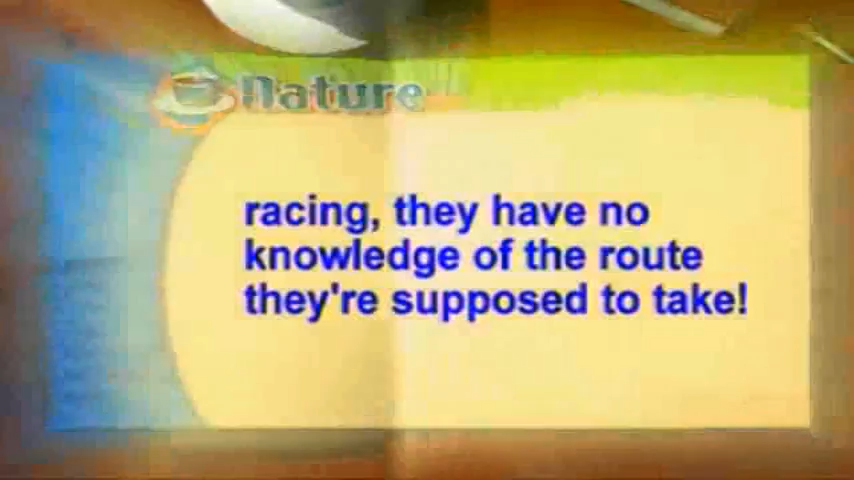 Nature
racing, they have no
knowledge of the route
they're supposed to take!